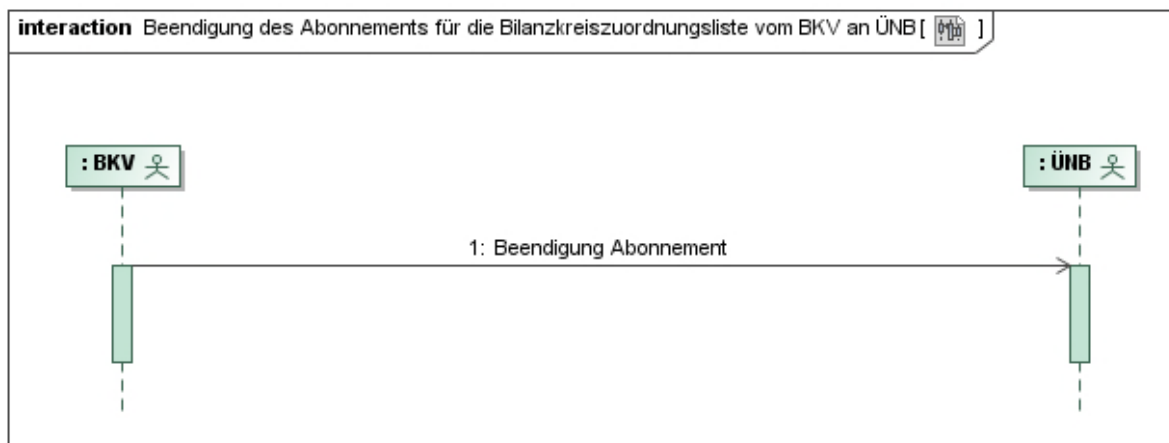 interaction Beendigung des Abonnements für die Bilanzkreiszuordnungsliste vom BKV an ÜNB [ ]
: BKV
: ÜNB
1: Beendigung Abonnement